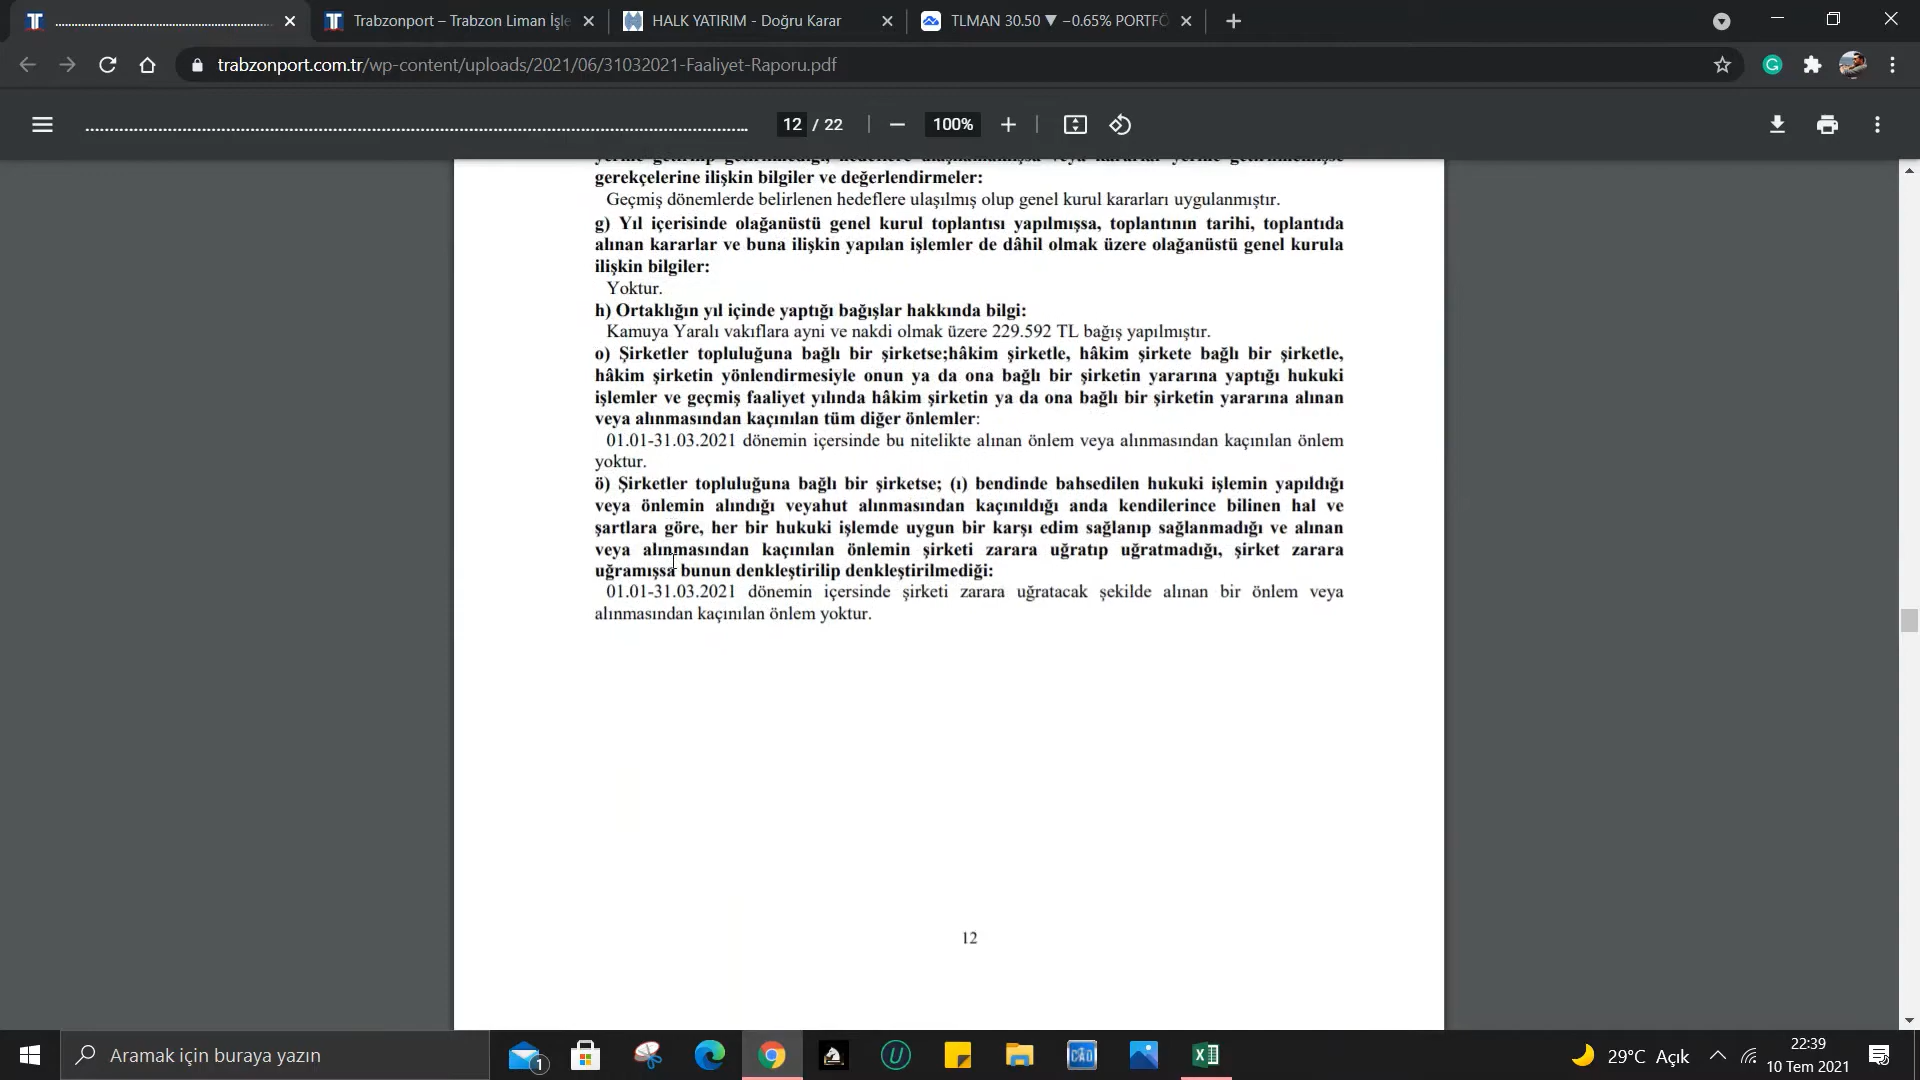 Trabzonport – Trabzon Liman İşle
HALK YATIRIM - Doğru Karar
TLMAN 30.50 ▼ −0.65% PORTFÖ
trabzonport.com.tr/wp-content/uploads/2021/06/31032021-Faaliyet-Raporu.pdf
12 / 22
100%
gerekçelerine ilişkin bilgiler ve değerlendirmeler:
Geçmiş dönemlerde belirlenen hedeflere ulaşılmış olup genel kurul kararları uygulanmıştır.
g) Yıl içerisinde olağanüstü genel kurul toplantısı yapılmışsa, toplantının tarihi, toplantıda
alınan kararlar ve buna ilişkin yapılan işlemler de dâhil olmak üzere olağanüstü genel kurula
ilişkin bilgiler:
Yoktur.
h) Ortaklığın yıl içinde yaptığı bağışlar hakkında bilgi:
Kamuya Yaralı vakıflara ayni ve nakdi olmak üzere 229.592 TL bağış yapılmıştır.
o) Şirketler topluluğuna bağlı bir şirketse;hâkim şirketle, hâkim şirkete bağlı bir şirketle,
hâkim şirketin yönlendirmesiyle onun ya da ona bağlı bir şirketin yararına yaptığı hukuki
işlemler ve geçmiş faaliyet yılında hâkim şirketin ya da ona bağlı bir şirketin yararına alınan
veya alınmasından kaçınılan tüm diğer önlemler:
01.01-31.03.2021 dönemin içersinde bu nitelikte alınan önlem veya alınmasından kaçınılan önlem
yoktur.
ö) Şirketler topluluğuna bağlı bir şirketse; (ı) bendinde bahsedilen hukuki işlemin yapıldığı
veya önlemin alındığı veyahut alınmasından kaçınıldığı anda kendilerince bilinen hal ve
şartlara göre, her bir hukuki işlemde uygun bir karşı edim sağlanıp sağlanmadığı ve alınan
veya alınmasından kaçınılan önlemin şirketi zarara uğratıp uğratmadığı, şirket zarara
uğramışsa bunun denkleştirilip denkleştirilmediği:
01.01-31.03.2021 dönemin içersinde şirketi zarara uğratacak şekilde alınan bir önlem veya
alınmasından kaçınılan önlem yoktur.
12
Aramak için buraya yazın
1
CAD
29°C Açık
22:39
10 Tem 2021